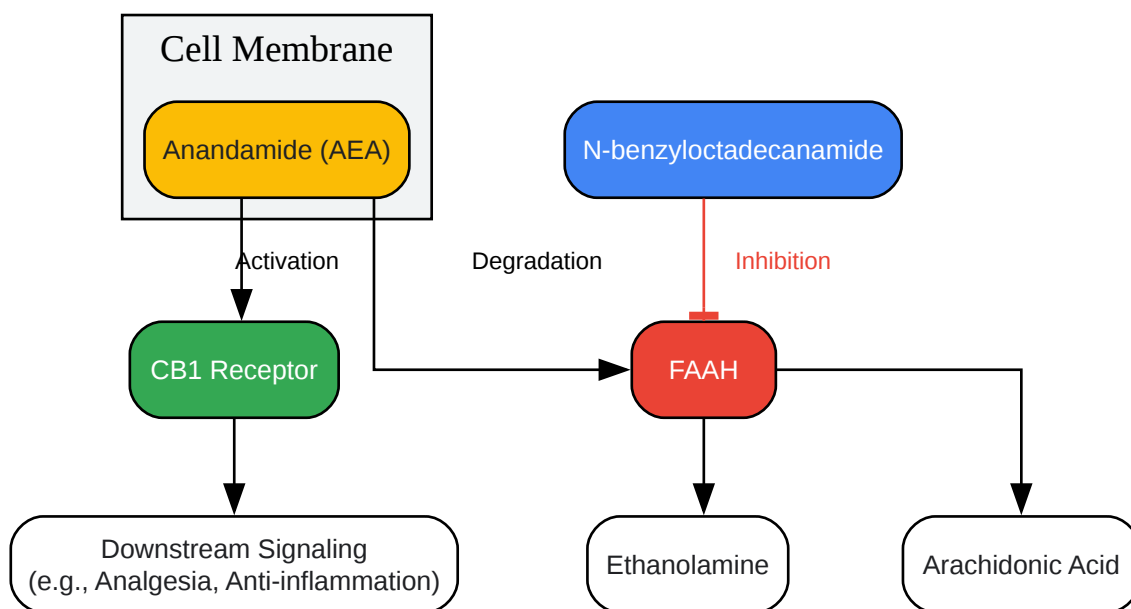 Cell Membrane
Anandamide (AEA)
N-benzyloctadecanamide
Activation
Degradation
Inhibition
CB1 Receptor
FAAH
Downstream Signaling
(e.g., Analgesia, Anti-inflammation)
Ethanolamine
Arachidonic Acid